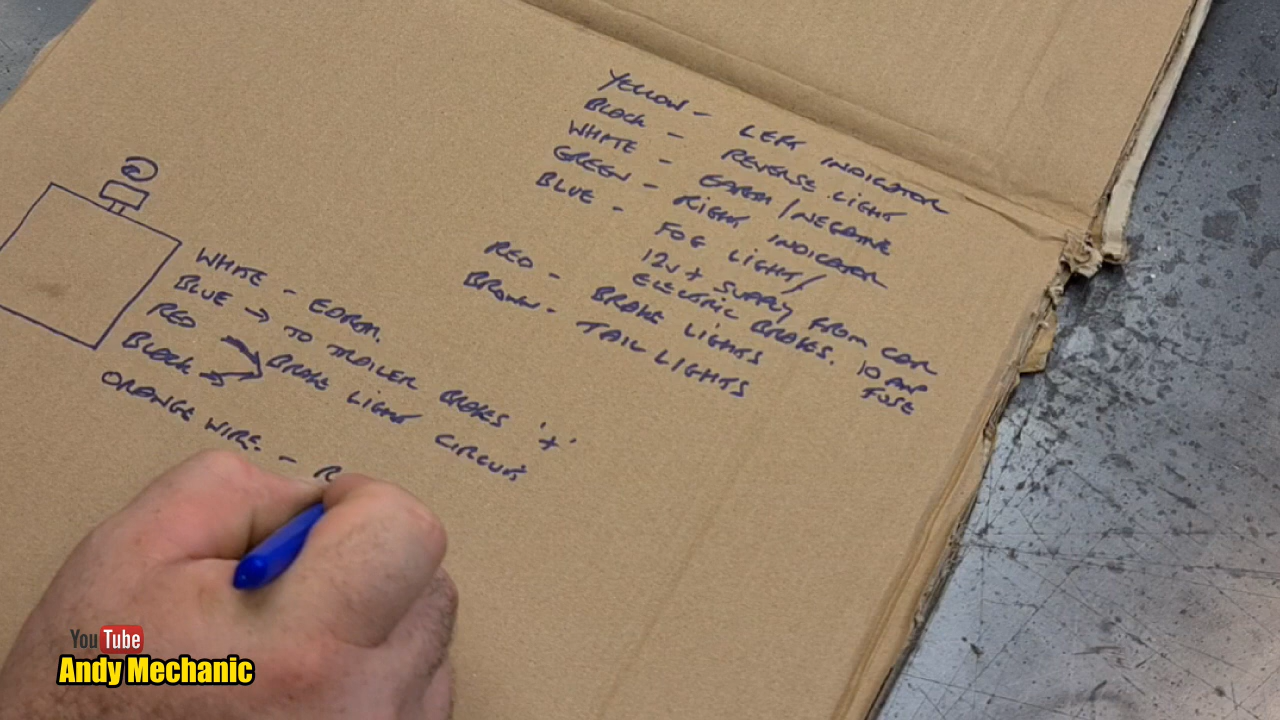 YELLOW - LEFT INDICATOR
BLACK - REVERSE LIGHT
WHITE - EARTH / NEGATIVE
GREEN - RIGHT INDICATOR
BLUE - FOG LIGHT /
12V + SUPPLY FROM CAR
ELECTRIC BRAKES. 10 AMP
FUSE
RED - BRAKE LIGHTS
BROWN - TAIL LIGHTS
WHITE - EARTH.
BLUE → TO TRAILER BRAKES '+'
RED
BLACK → BRAKE LIGHT CIRCUIT
ORANGE WIRE. - R
YouTube
Andy Mechanic